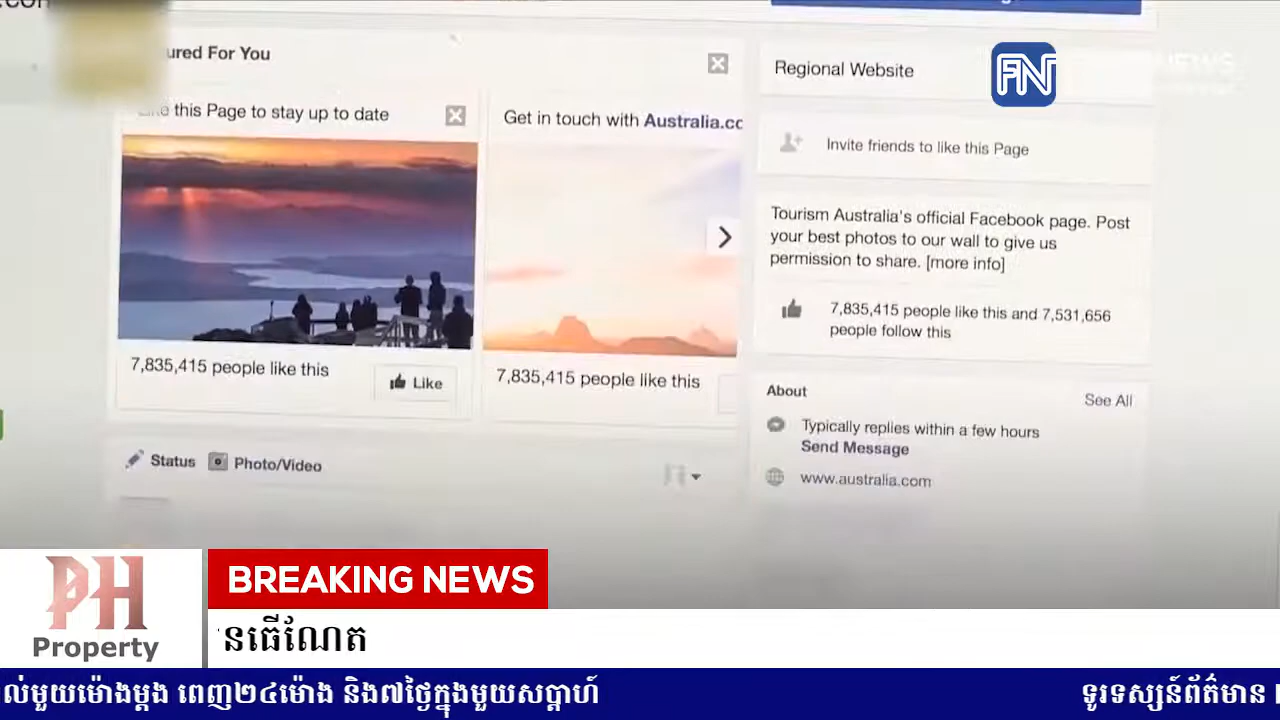 ured For You
this Page to stay up to date
Get in touch with Australia.cc
7,835,415 people like this
Like
7,835,415 people like this
Status
Photo/Video
Regional Website
Invite friends to like this Page
Tourism Australia's official Facebook page. Post
your best photos to our wall to give us
permission to share. [more info]
7,835,415 people like this and 7,531,656
people follow this
About
See All
Typically replies within a few hours
Send Message
www.australia.com
FN
NEWS
PH
Property
BREAKING NEWS
នធើណែត
ល់មួយម៉ោងម្តង ពេញ២៤ម៉ោង និង៧ថ្ងៃក្នុងមួយសប្តាហ៍
ទូរទស្សន៍ព័ត៌មាន